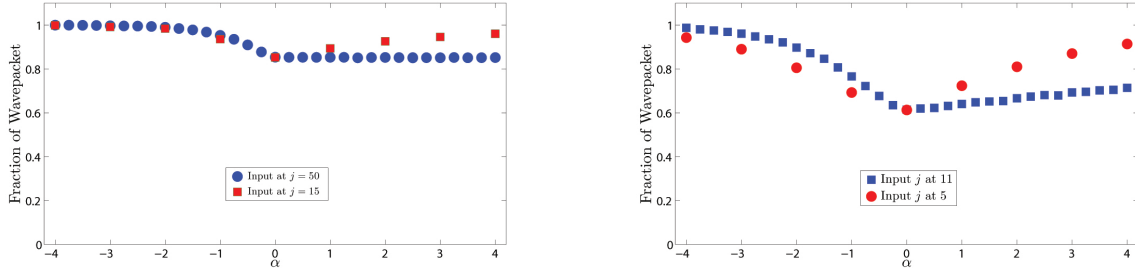 Fraction of Wavepacket
1
0.8
0.6
0.4
0.2
0
−4 −3 −2 −1 0 1 2 3 4
α
Input at j = 50
Input at j = 15
Fraction of Wavepacket
1
0.8
0.6
0.4
0.2
0
−4 −3 −2 −1 0 1 2 3 4
α
Input j at 11
Input j at 5